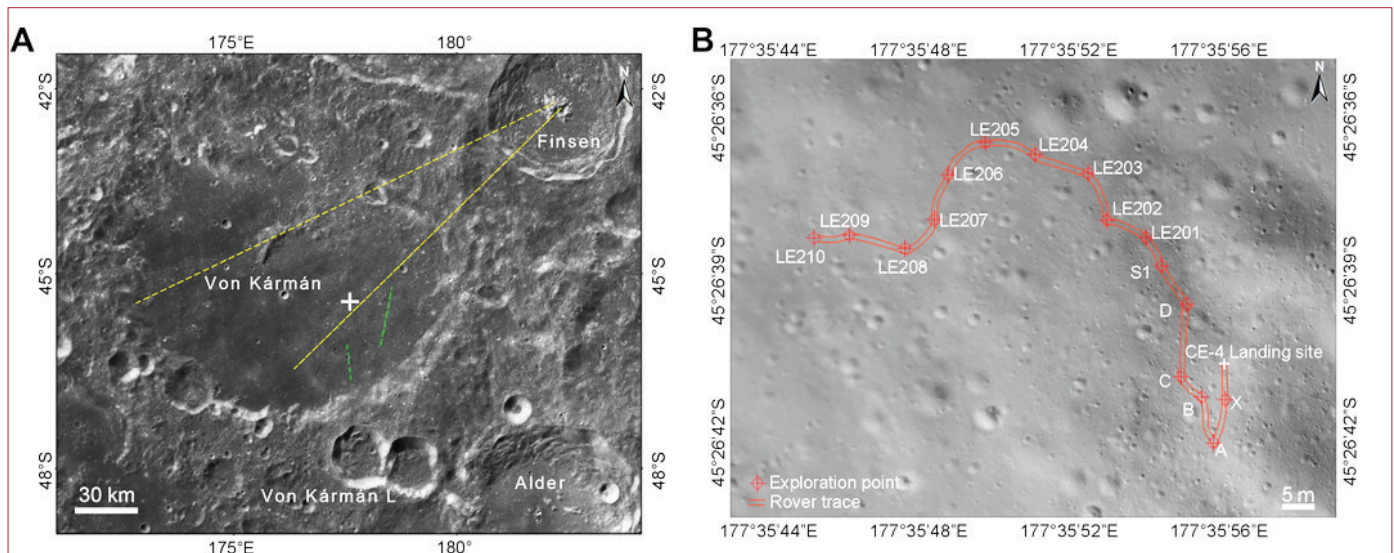 A
175°E
180°
42°S
42°S
N
Finsen
Von Kármán
45°S
45°S
48°S
48°S
Von Kármán L
Alder
30 km
175°E
180°
B
177°35'44"E
177°35'48"E
177°35'52"E
177°35'56"E
45°26'36"S
45°26'36"S
N
LE205
LE204
LE203
LE206
LE202
LE207
LE209
LE201
LE210
LE208
S1
45°26'39"S
45°26'39"S
D
CE-4 Landing site
C
B
X
A
45°26'42"S
45°26'42"S
Exploration point
Rover trace
5 m
177°35'44"E
177°35'48"E
177°35'52"E
177°35'56"E